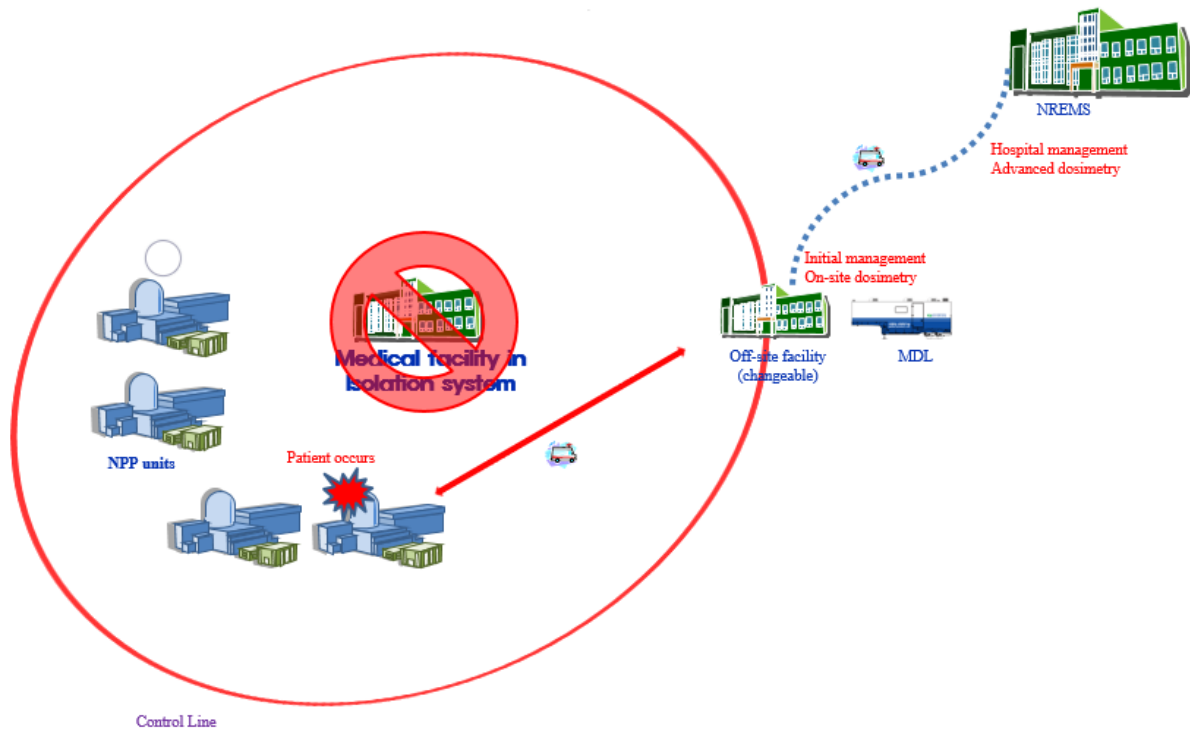 NREMS
Hospital management
Advanced dosimetry
Initial management
On-site dosimetry
Medical facility in
Isolation system
Off-site facility
(changeable)
MDL
Patient occurs
NPP units
Control Line